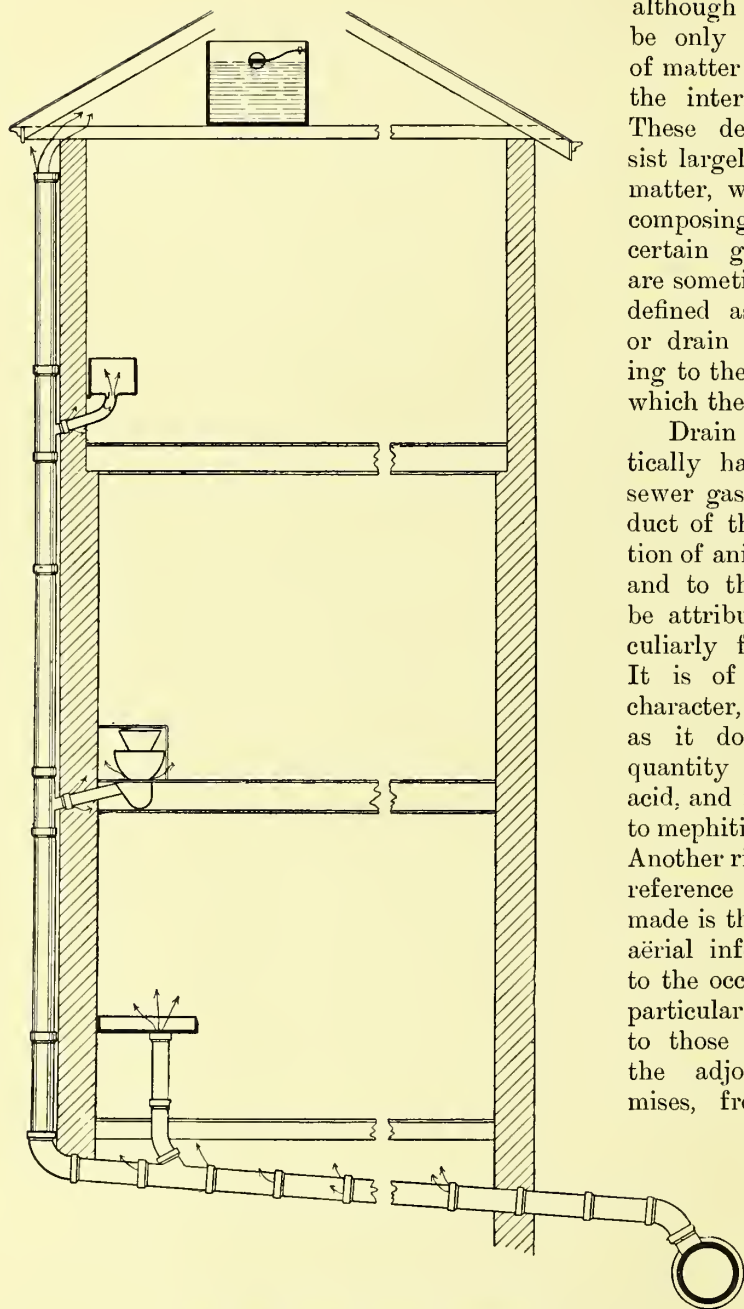 although
be only
of matter
the inter
These de
sist largel
matter, w
composing
certain g
are someti
defined as
or drain
ing to the
which the
Drain
tically ha
sewer gas
duct of th
tion of ani
and to th
be attribu
culiarly f
It is of
character,
as it do
quantity
acid, and
to mephiti
Another ri
reference
made is th
aërial inf
to the occ
particular
to those
the adjo
mises, fr